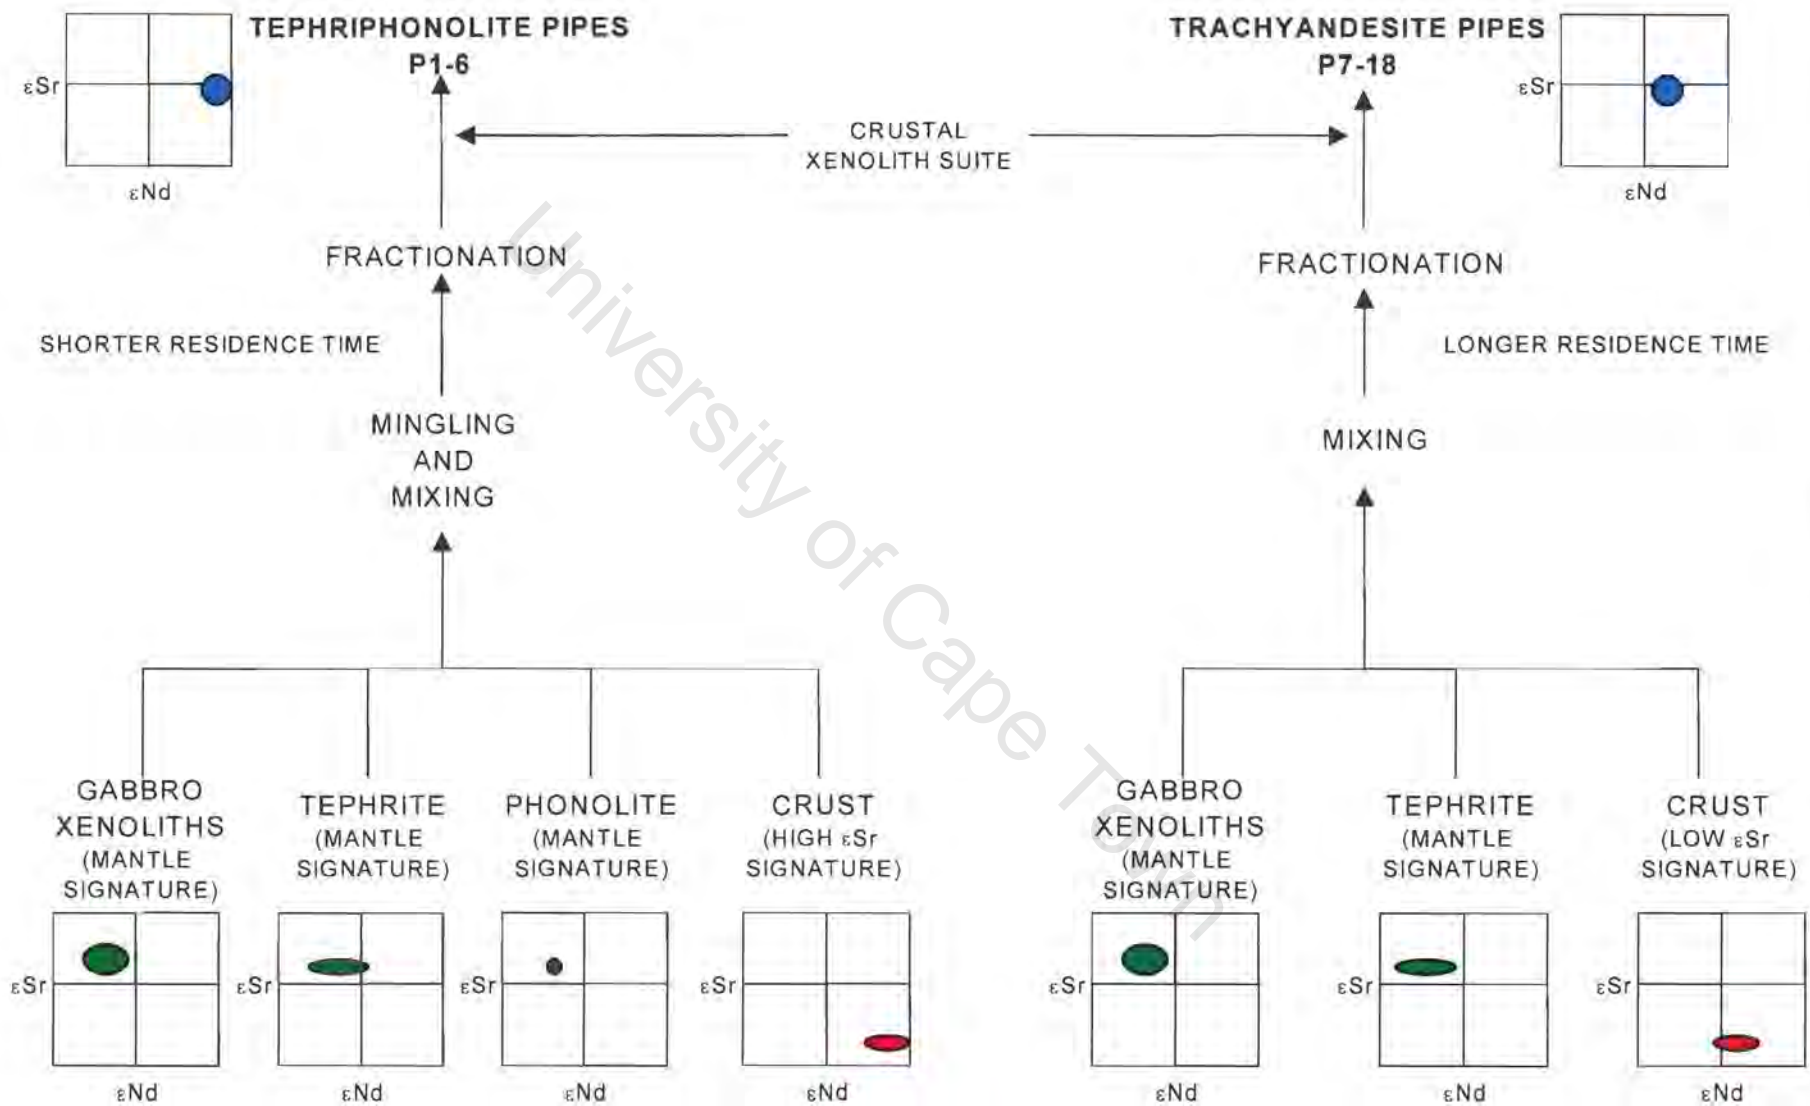 TEPHRIPHONOLITE PIPES
P1-6
εSr
εNd
TRACHYANDESITE PIPES
P7-18
εSr
εNd
CRUSTAL
XENOLITH SUITE
FRACTIONATION
FRACTIONATION
SHORTER RESIDENCE TIME
LONGER RESIDENCE TIME
MINGLING
AND
MIXING
MIXING
University of Cape Town
GABBRO
XENOLITHS
(MANTLE
SIGNATURE)
εSr
εNd
TEPHRITE
(MANTLE
SIGNATURE)
εSr
εNd
PHONOLITE
(MANTLE
SIGNATURE)
εSr
εNd
CRUST
(HIGH εSr
SIGNATURE)
εSr
εNd
GABBRO
XENOLITHS
(MANTLE
SIGNATURE)
εSr
εNd
TEPHRITE
(MANTLE
SIGNATURE)
εSr
εNd
CRUST
(LOW εSr
SIGNATURE)
εSr
εNd